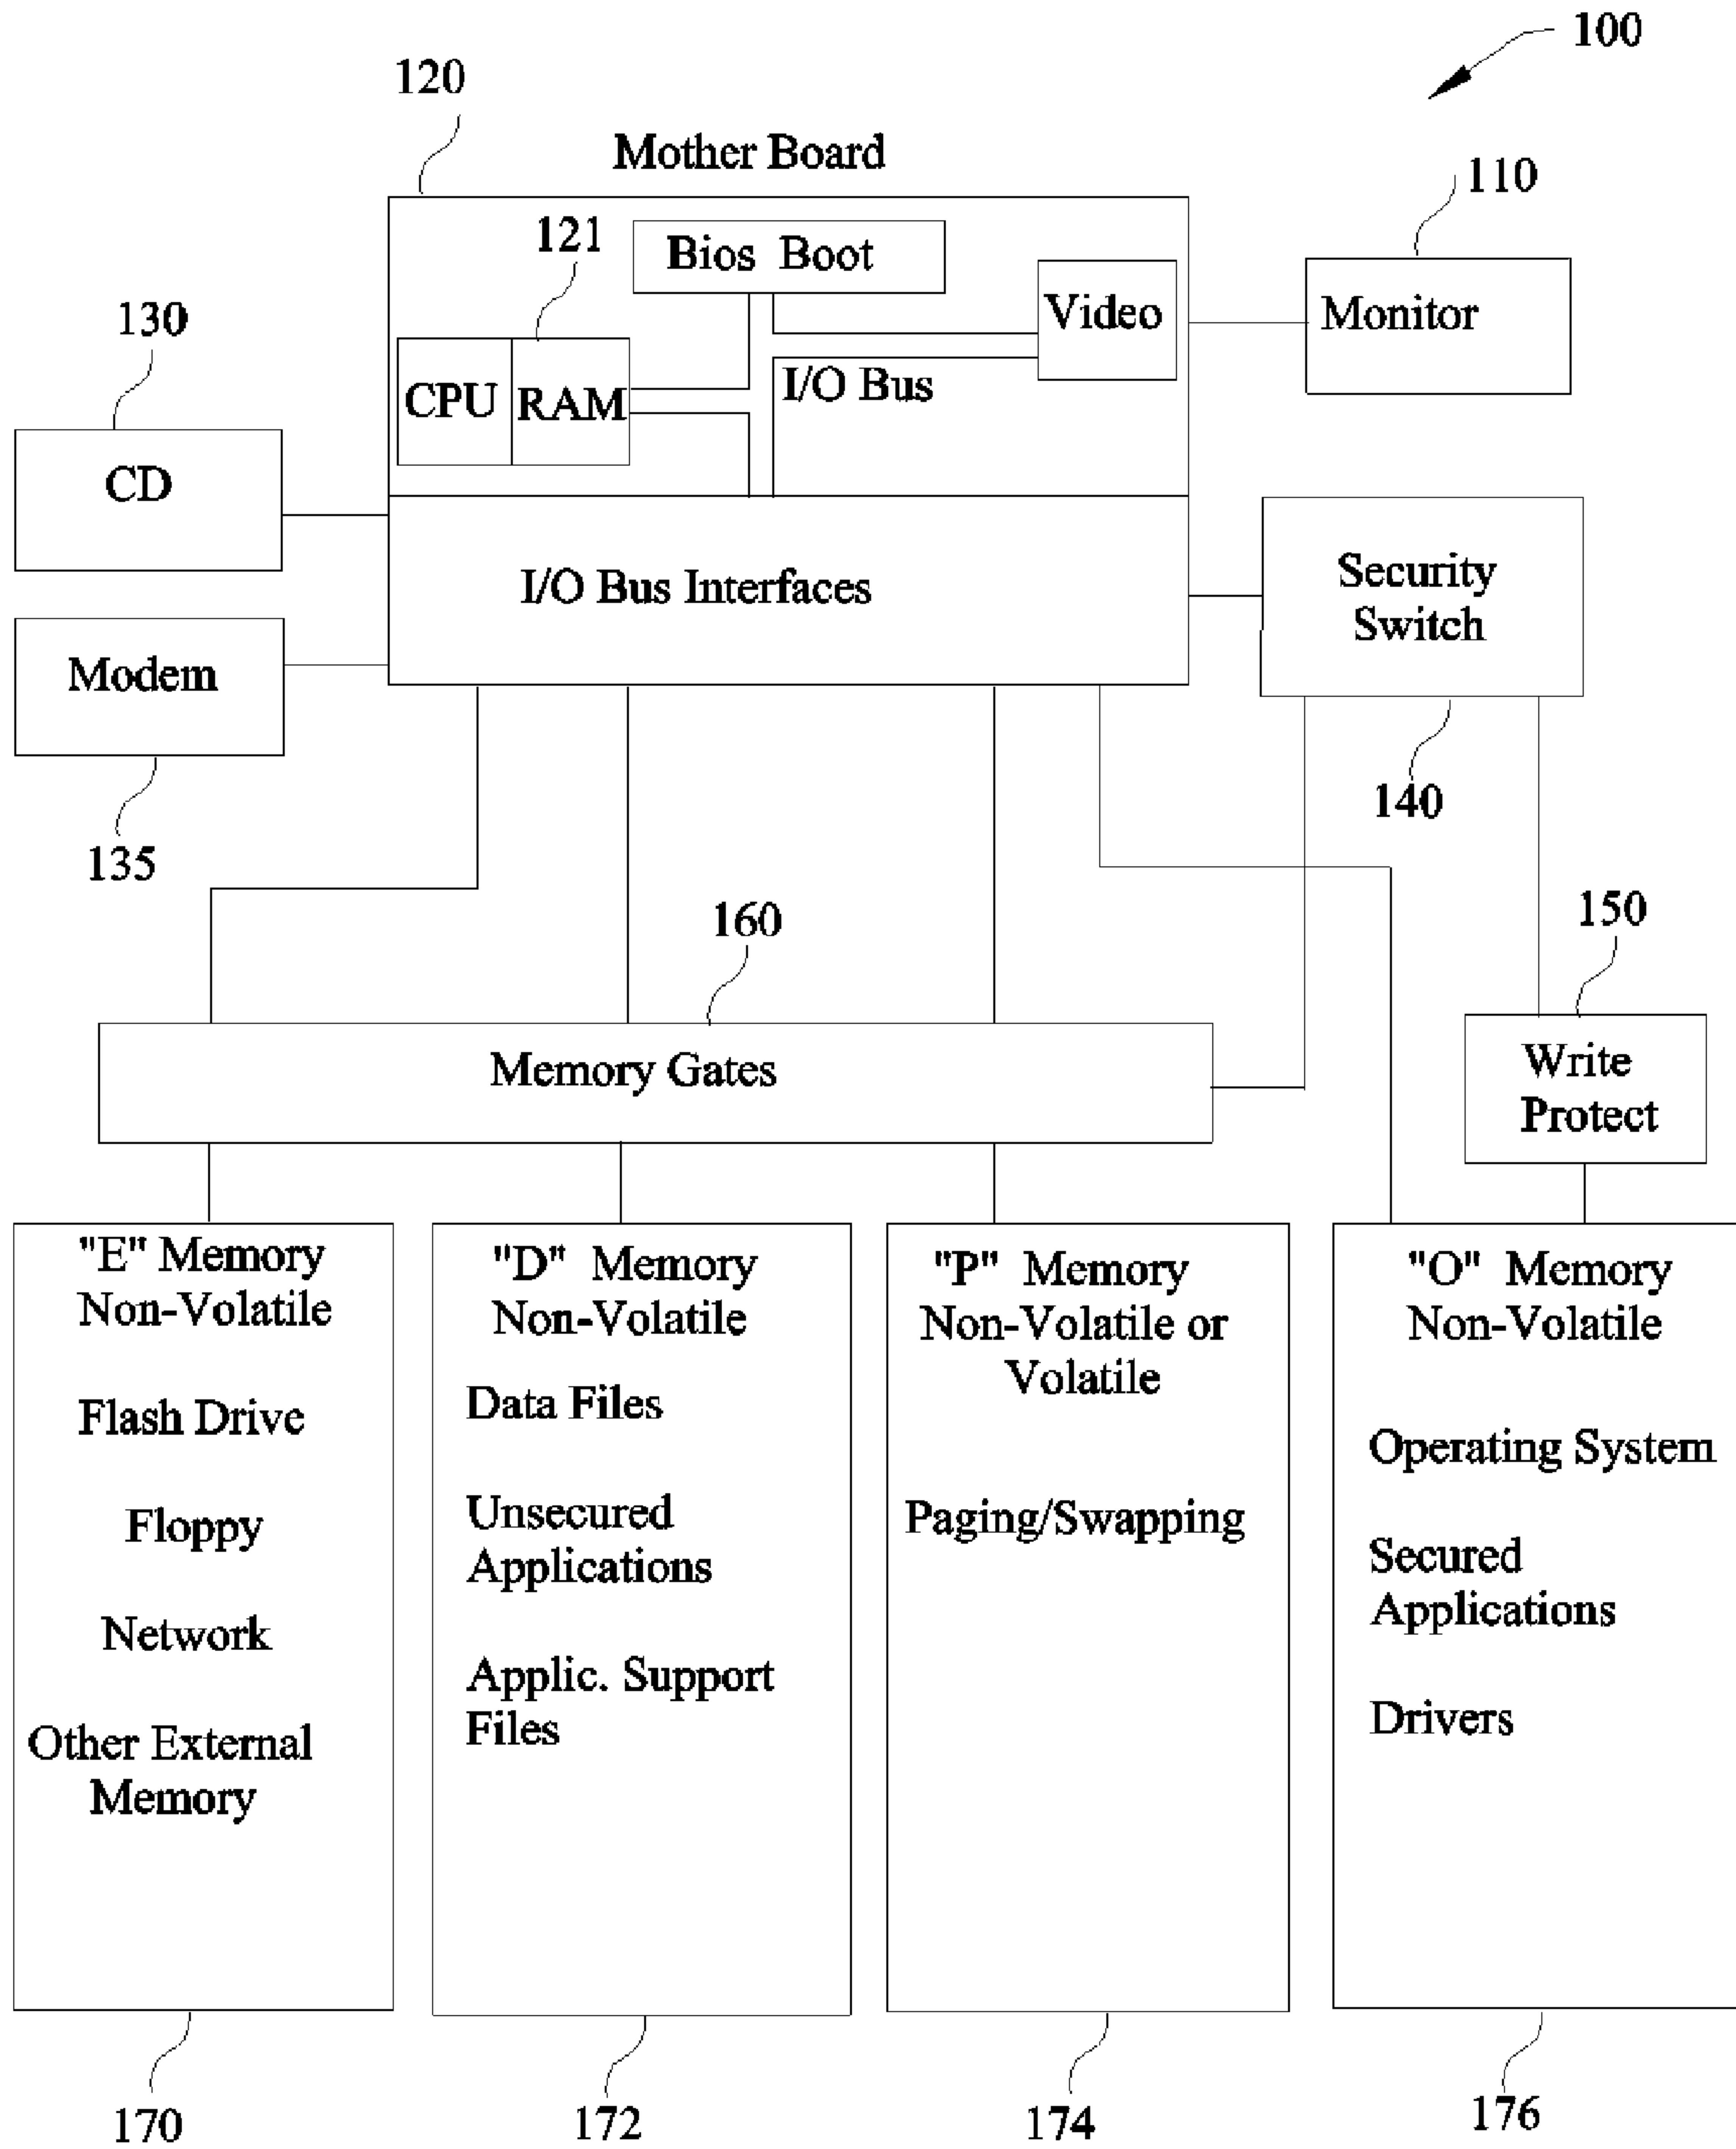 100
120
Mother Board
110
121
Bios Boot
Video
Monitor
130
CPU
RAM
I/O Bus
CD
I/O Bus Interfaces
Security
Switch
Modem
135
140
160
150
Memory Gates
Write
Protect
"E" Memory
Non-Volatile
Flash Drive
Floppy
Network
Other External
Memory
"D" Memory
Non-Volatile
Data Files
Unsecured
Applications
Applic. Support
Files
"P" Memory
Non-Volatile or
Volatile
Paging/Swapping
"O" Memory
Non-Volatile
Operating System
Secured
Applications
Drivers
170
172
174
176